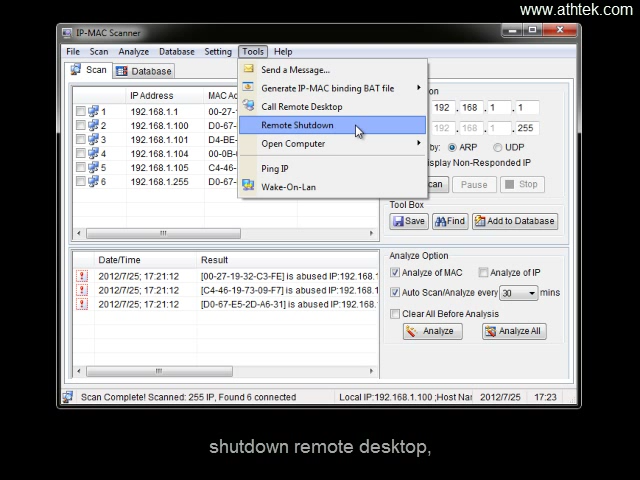 www.athtek.com
IP-MAC Scanner
File Scan Analyze Database Setting Tools Help
Scan Database
Send a Message...
Generate IP-MAC binding BAT file
Call Remote Desktop
Remote Shutdown
Open Computer
Ping IP
Wake-On-Lan
IP Address MAC Ad
1 192.168.1.1 00-27-1
2 192.168.1.100 D0-67-
3 192.168.1.101 D4-BE-
4 192.168.1.104 00-0B-0
5 192.168.1.105 C4-46-
6 192.168.1.255 D0-67-
192 . 168 . 1 . 1
192 . 168 . 1 . 255
by: ARP UDP
splay Non-Responded IP
can Pause Stop
Tool Box
Save Find Add to Database
Date/Time Result
2012/7/25; 17:21:12 [00-27-19-32-C3-FE] is abused IP:192.168.1
2012/7/25; 17:21:12 [C4-46-19-73-09-F7] is abused IP:192.168.1
2012/7/25; 17:21:12 [D0-67-E5-2D-A6-31] is abused IP:192.168.1
Analyze Option
Analyze of MAC Analyze of IP
Auto Scan/Analyze every 30 mins
Clear All Before Analysis
Analyze Analyze All
Scan Complete! Scanned: 255 IP, Found 6 connected Local IP:192.168.1.100 ;Host Nar 2012/7/25 17:23
shutdown remote desktop,